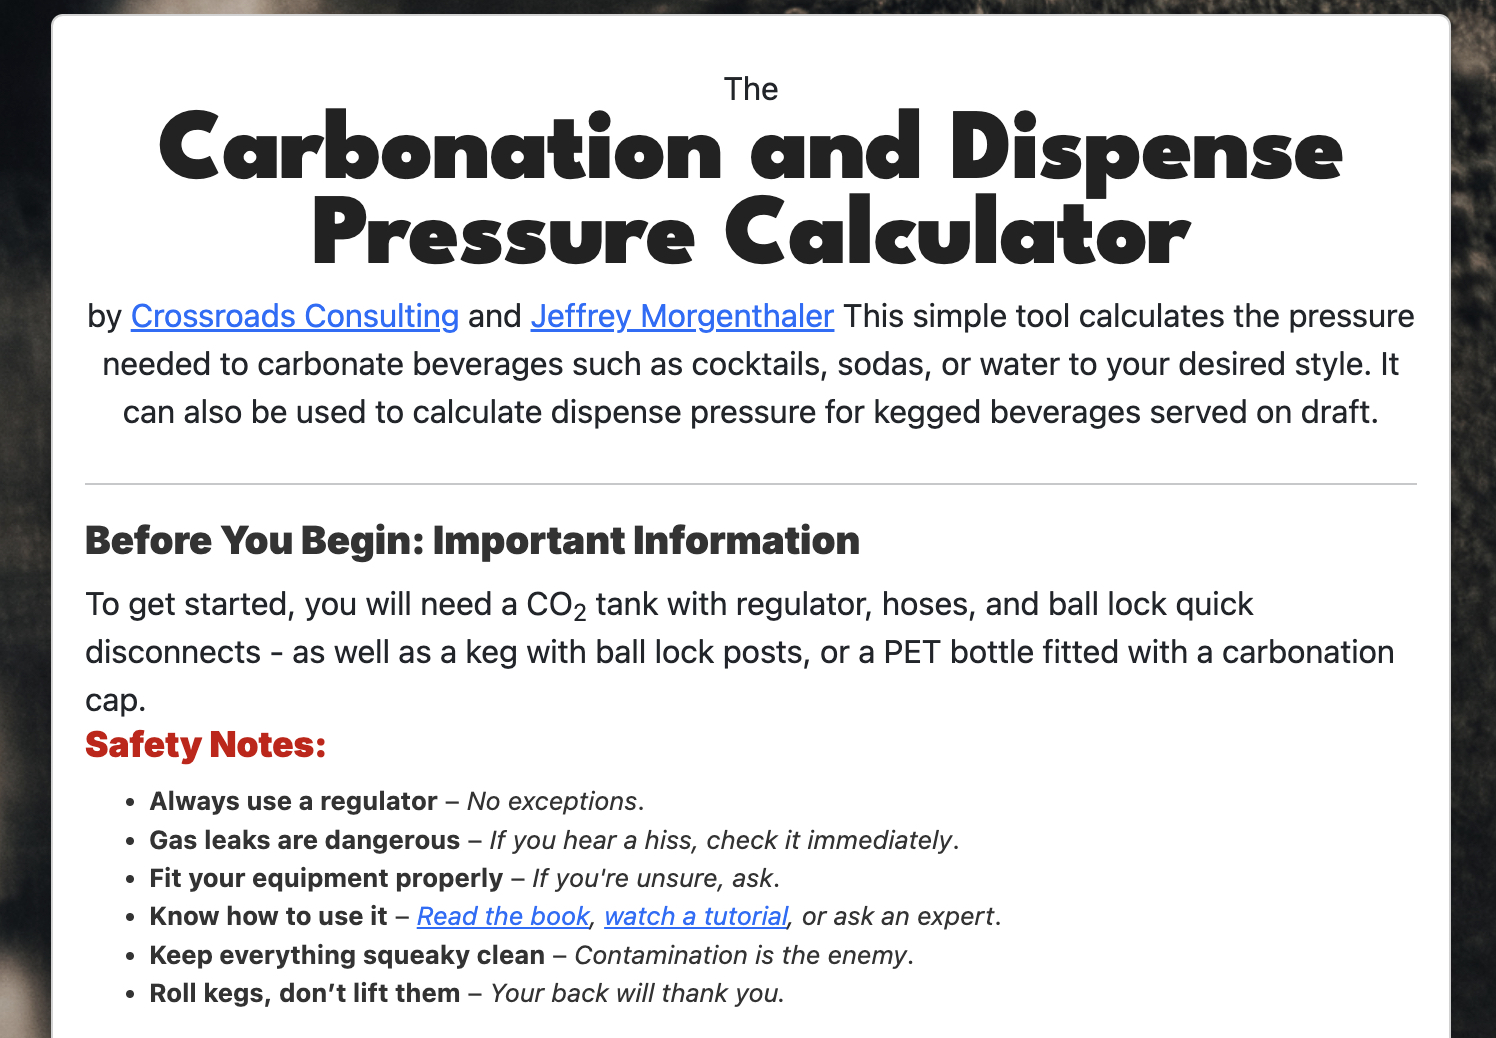 The
Carbonation and Dispense
Pressure Calculator
by Crossroads Consulting and Jeffrey Morgenthaler This simple tool calculates the pressure
needed to carbonate beverages such as cocktails, sodas, or water to your desired style. It
can also be used to calculate dispense pressure for kegged beverages served on draft.
Before You Begin: Important Information
To get started, you will need a CO₂ tank with regulator, hoses, and ball lock quick
disconnects - as well as a keg with ball lock posts, or a PET bottle fitted with a carbonation
cap.
Safety Notes:
• Always use a regulator – No exceptions.
• Gas leaks are dangerous – If you hear a hiss, check it immediately.
• Fit your equipment properly – If you're unsure, ask.
• Know how to use it – Read the book, watch a tutorial, or ask an expert.
• Keep everything squeaky clean – Contamination is the enemy.
• Roll kegs, don’t lift them – Your back will thank you.